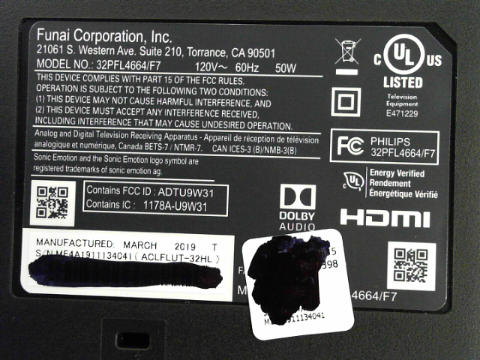 Funai Corporation, Inc.
21061 S. Western Ave. Suite 210, Torrance, CA 90501
MODEL NO.: 32PFL4664/F7 120V~ 60Hz 50W
THIS DEVICE COMPLIES WITH PART 15 OF THE FCC RULES.
OPERATION IS SUBJECT TO THE FOLLOWING TWO CONDITIONS:
(1) THIS DEVICE MAY NOT CAUSE HARMFUL INTERFERENCE, AND
(2) THIS DEVICE MUST ACCEPT ANY INTERFERENCE RECEIVED,
INCLUDING INTERFERENCE THAT MAY CAUSE UNDESIRED OPERATION.
Analog and Digital Television Receiving Apparatus - Appareil de réception de télévision
analogique et numérique, Canada BETS-7 / NTMR-7. CAN ICES-3 (B)/NMB-3(B)
Sonic Emotion and the Sonic Emotion logo symbol are
registered trademarks of sonic emotion ag.
Contains FCC ID : ADTU9W31
Contains IC : 1178A-U9W31
C UL US
LISTED
Television
Equipment
E471229
FC PHILIPS
32PFL4664/F7
Energy Verified
Rendement
Énergétique Vérifié
DOLBY
AUDIO
HDMI
MANUFACTURED: MARCH 2019 T
S/N ME4A1911134041 (ACLFLUT-32HL)
398
L4664/F7
911134041